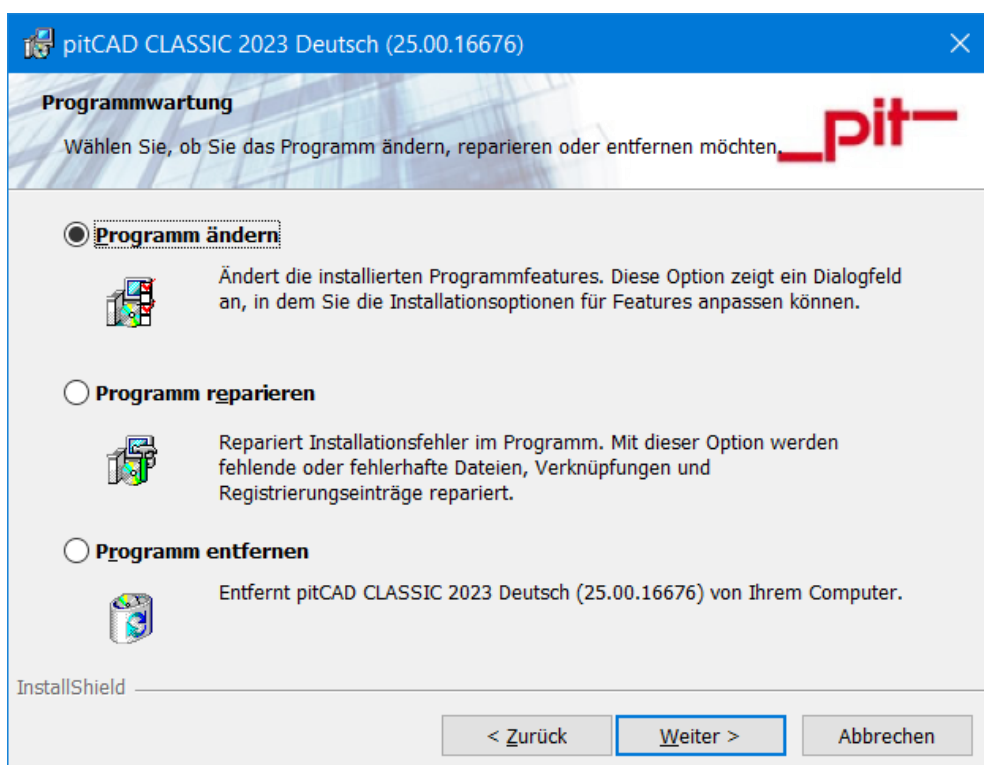 pitCAD CLASSIC 2023 Deutsch (25.00.16676)
Programmwartung
Wählen Sie, ob Sie das Programm ändern, reparieren oder entfernen möchten.
pit
Programm ändern
Ändert die installierten Programmfeatures. Diese Option zeigt ein Dialogfeld
an, in dem Sie die Installationsoptionen für Features anpassen können.
Programm reparieren
Repariert Installationsfehler im Programm. Mit dieser Option werden
fehlende oder fehlerhafte Dateien, Verknüpfungen und
Registrierungseinträge repariert.
Programm entfernen
Entfernt pitCAD CLASSIC 2023 Deutsch (25.00.16676) von Ihrem Computer.
InstallShield
< Zurück
Weiter >
Abbrechen